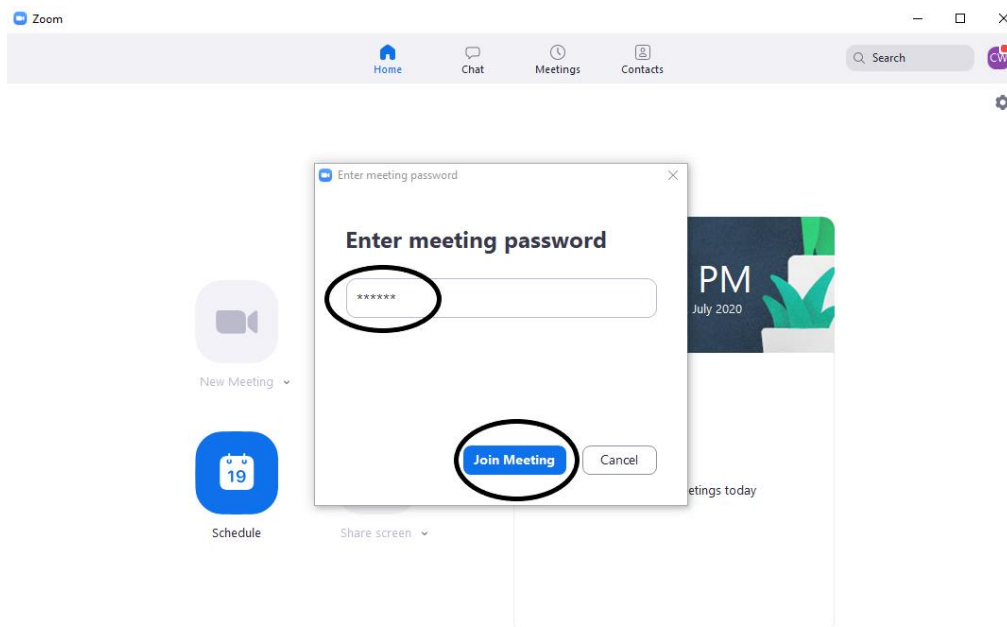 Zoom
Home
Chat
Meetings
Contacts
Search
CW
Enter meeting password
Enter meeting password
******
PM
July 2020
New Meeting
Join Meeting
Cancel
19
etings today
Schedule
Share screen